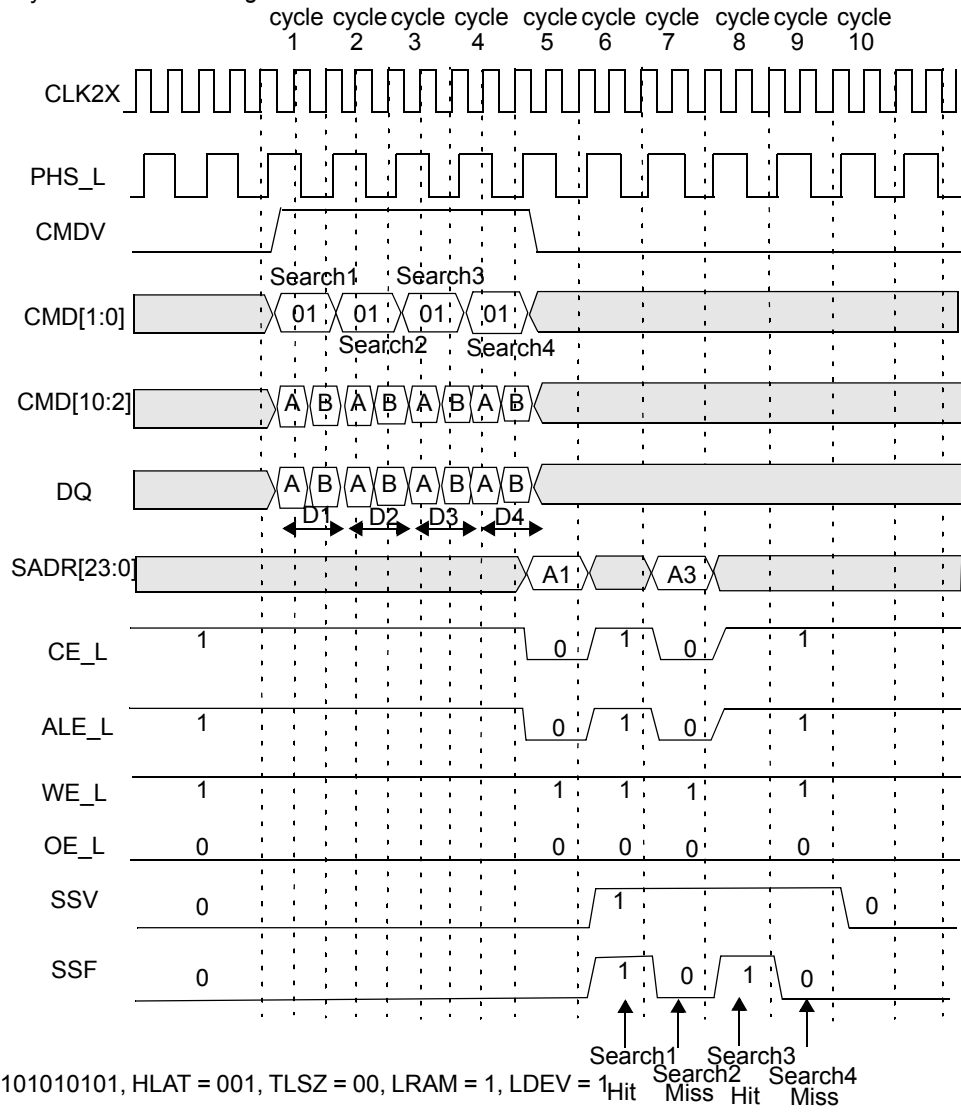 cycle cycle cycle cycle cycle cycle cycle cycle cycle cycle
1 2 3 4 5 6 7 8 9 10
CLK2X
PHS_L
CMDV
Search1 Search3
CMD[1:0] 01 01 01 01
Search2 Search4
CMD[10:2] A B A B A B A B
DQ A B A B A B A B
D1 D2 D3 D4
SADR[23:0] A1 A3
CE_L 1 0 1 0 1
ALE_L 1 0 1 0 1
WE_L 1 1 1 1 1
OE_L 0 0 0 0 0
SSV 0 1 0
SSF 0 1 0 1 0
Search1 Search3
Hit Search2 Hit Search4
Miss Miss
101010101, HLAT = 001, TLSZ = 00, LRAM = 1, LDEV = 1